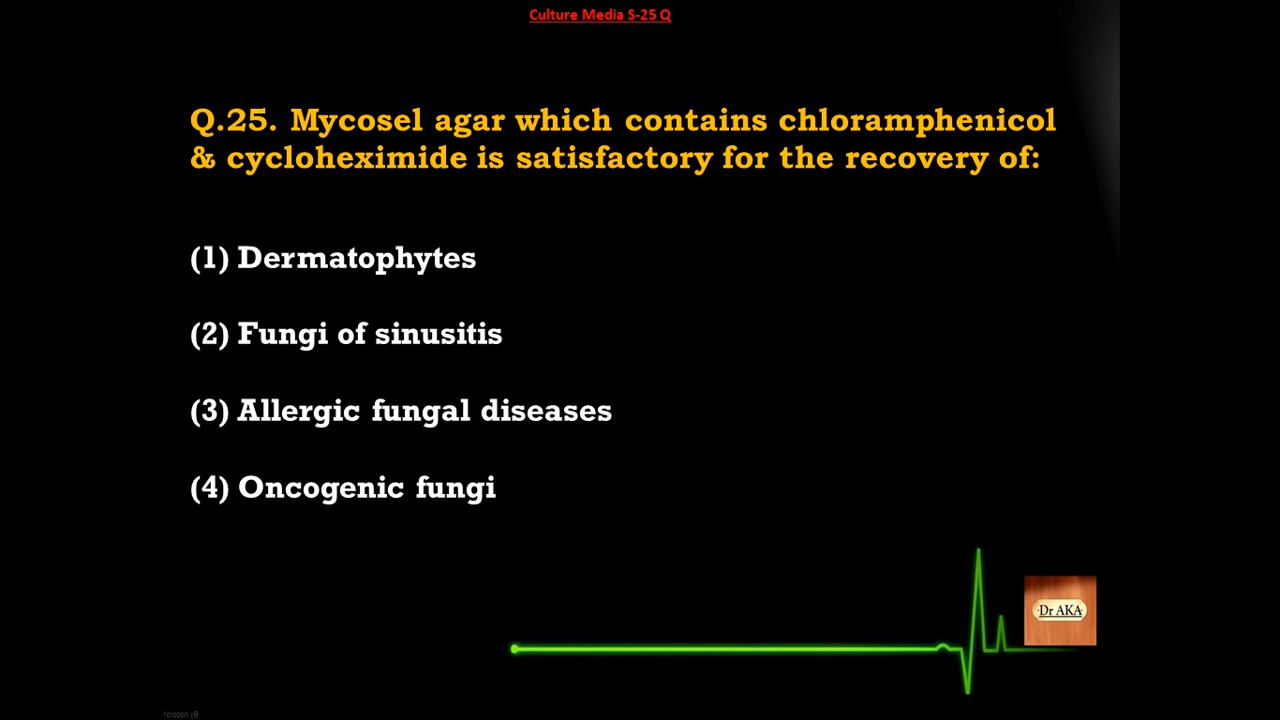 Culture Media S-25 Q
Q.25. Mycosel agar which contains chloramphenicol
& cycloheximide is satisfactory for the recovery of:
(1) Dermatophytes
(2) Fungi of sinusitis
(3) Allergic fungal diseases
(4) Oncogenic fungi
Dr AKA